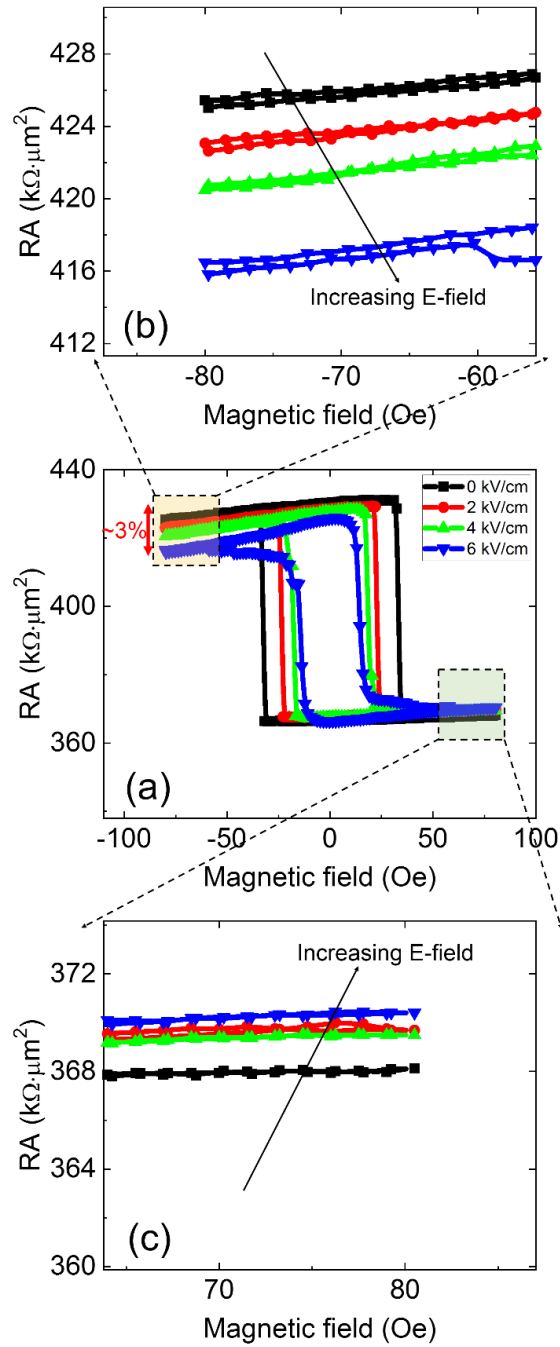 428
424
420
416
412
RA (kΩ·μm²)
Increasing E-field
(b)
-80
-70
-60
Magnetic field (Oe)
440
400
360
RA (kΩ·μm²)
~3%
0 kV/cm
2 kV/cm
4 kV/cm
6 kV/cm
(a)
-100
-50
0
50
100
Magnetic field (Oe)
372
368
364
360
RA (kΩ·μm²)
Increasing E-field
(c)
70
80
Magnetic field (Oe)